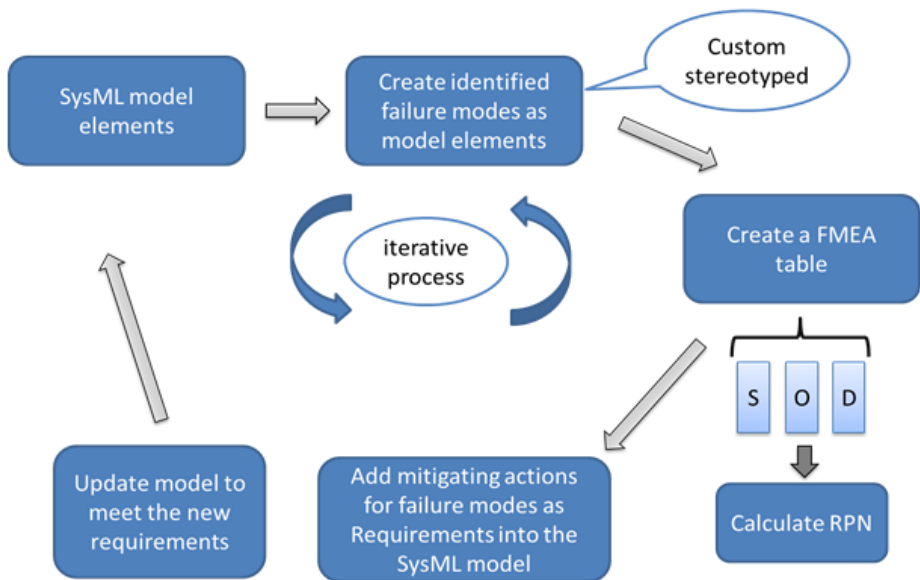 SysML model
elements
Create identified
failure modes as
model elements
Custom
stereotyped
iterative
process
Create a FMEA
table
S O D
Calculate RPN
Add mitigating actions
for failure modes as
Requirements into the
SysML model
Update model to
meet the new
requirements